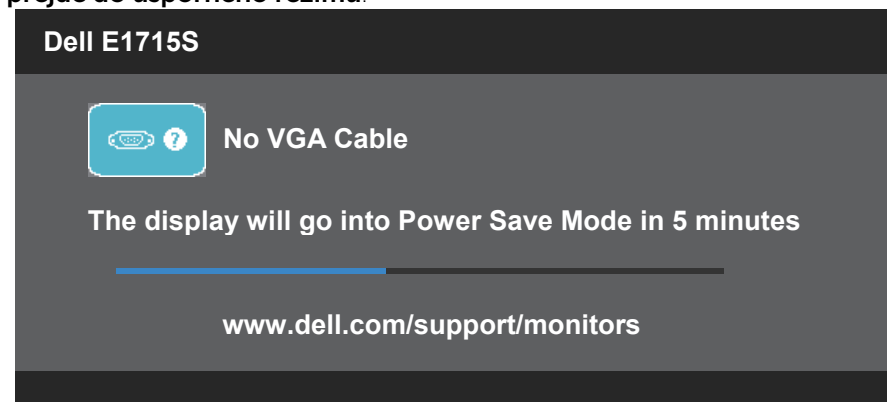 Dell E1715S
No VGA Cable
The display will go into Power Save Mode in 5 minutes
www.dell.com/support/monitors